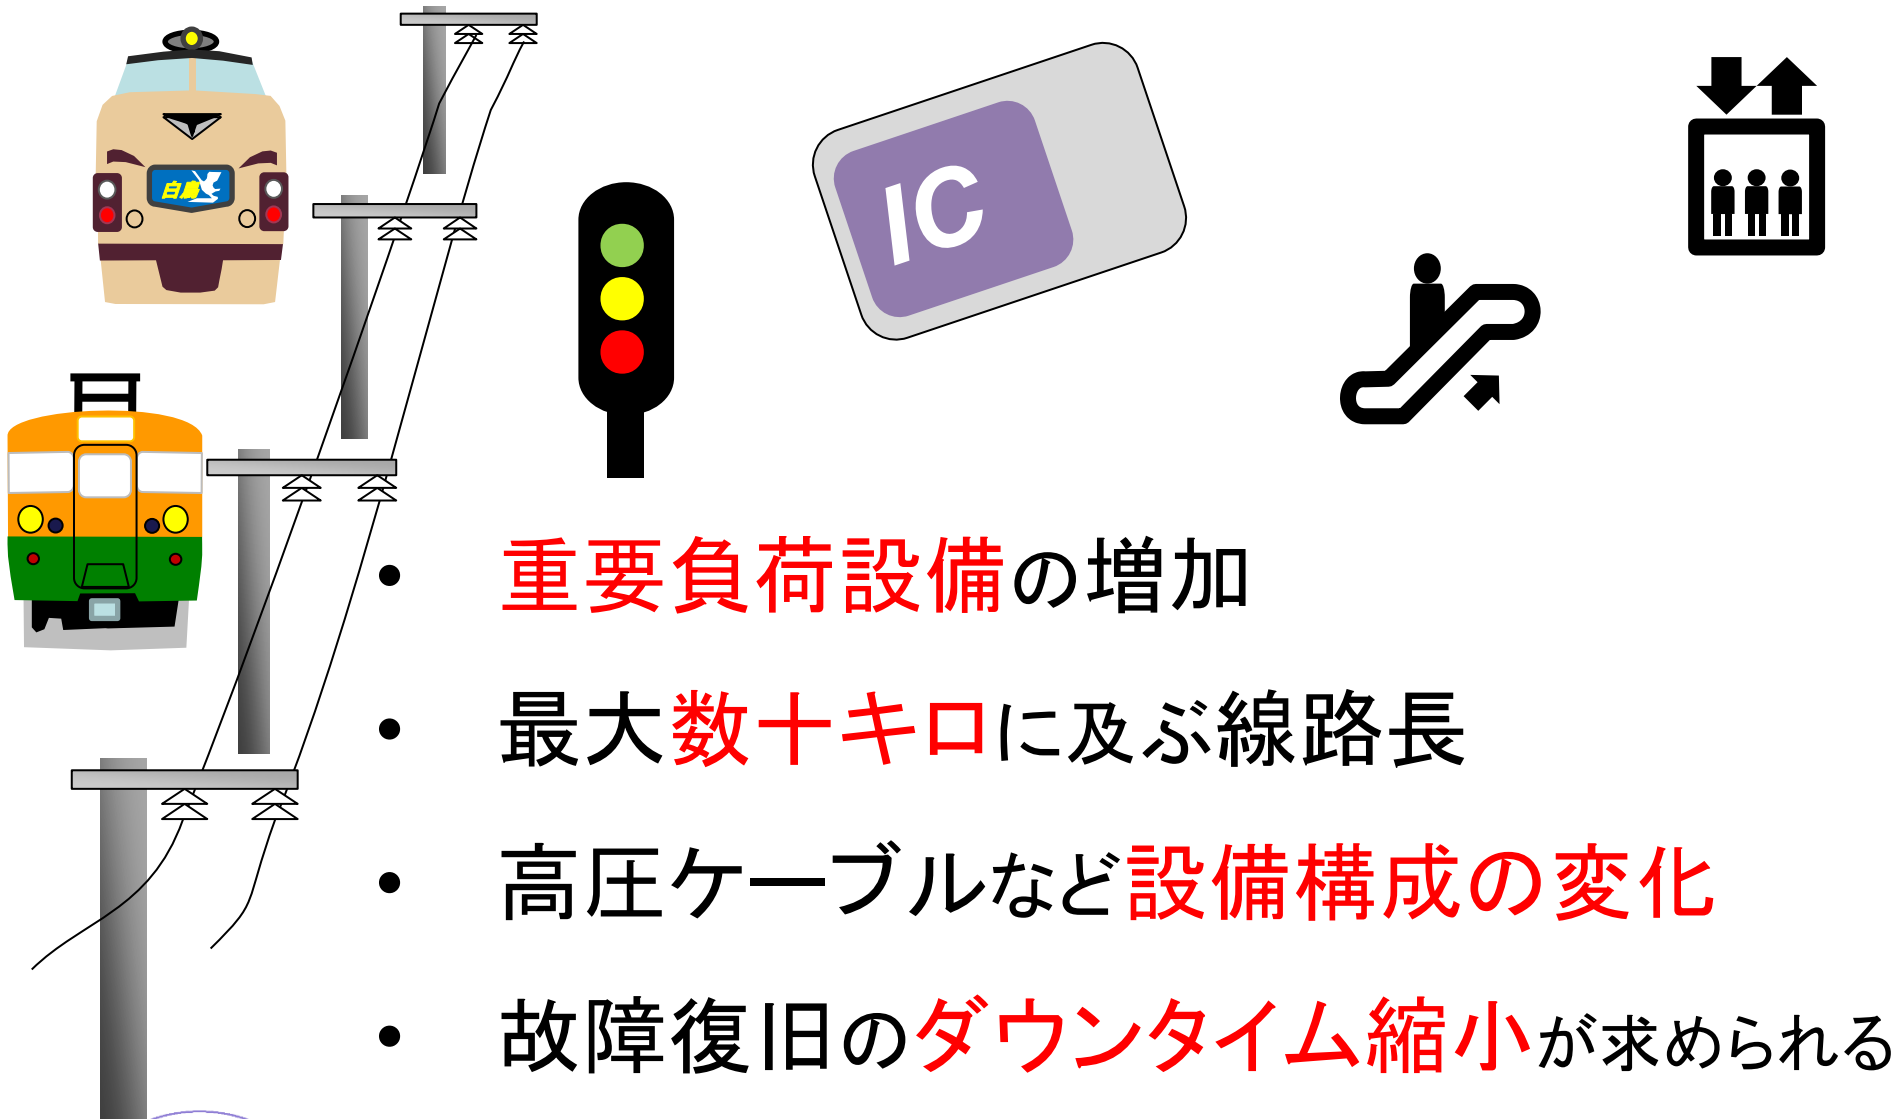 白鳥
IC
• 重要負荷設備の増加
• 最大数十キロに及ぶ線路長
• 高圧ケーブルなど設備構成の変化
• 故障復旧のダウンタイム縮小が求められる